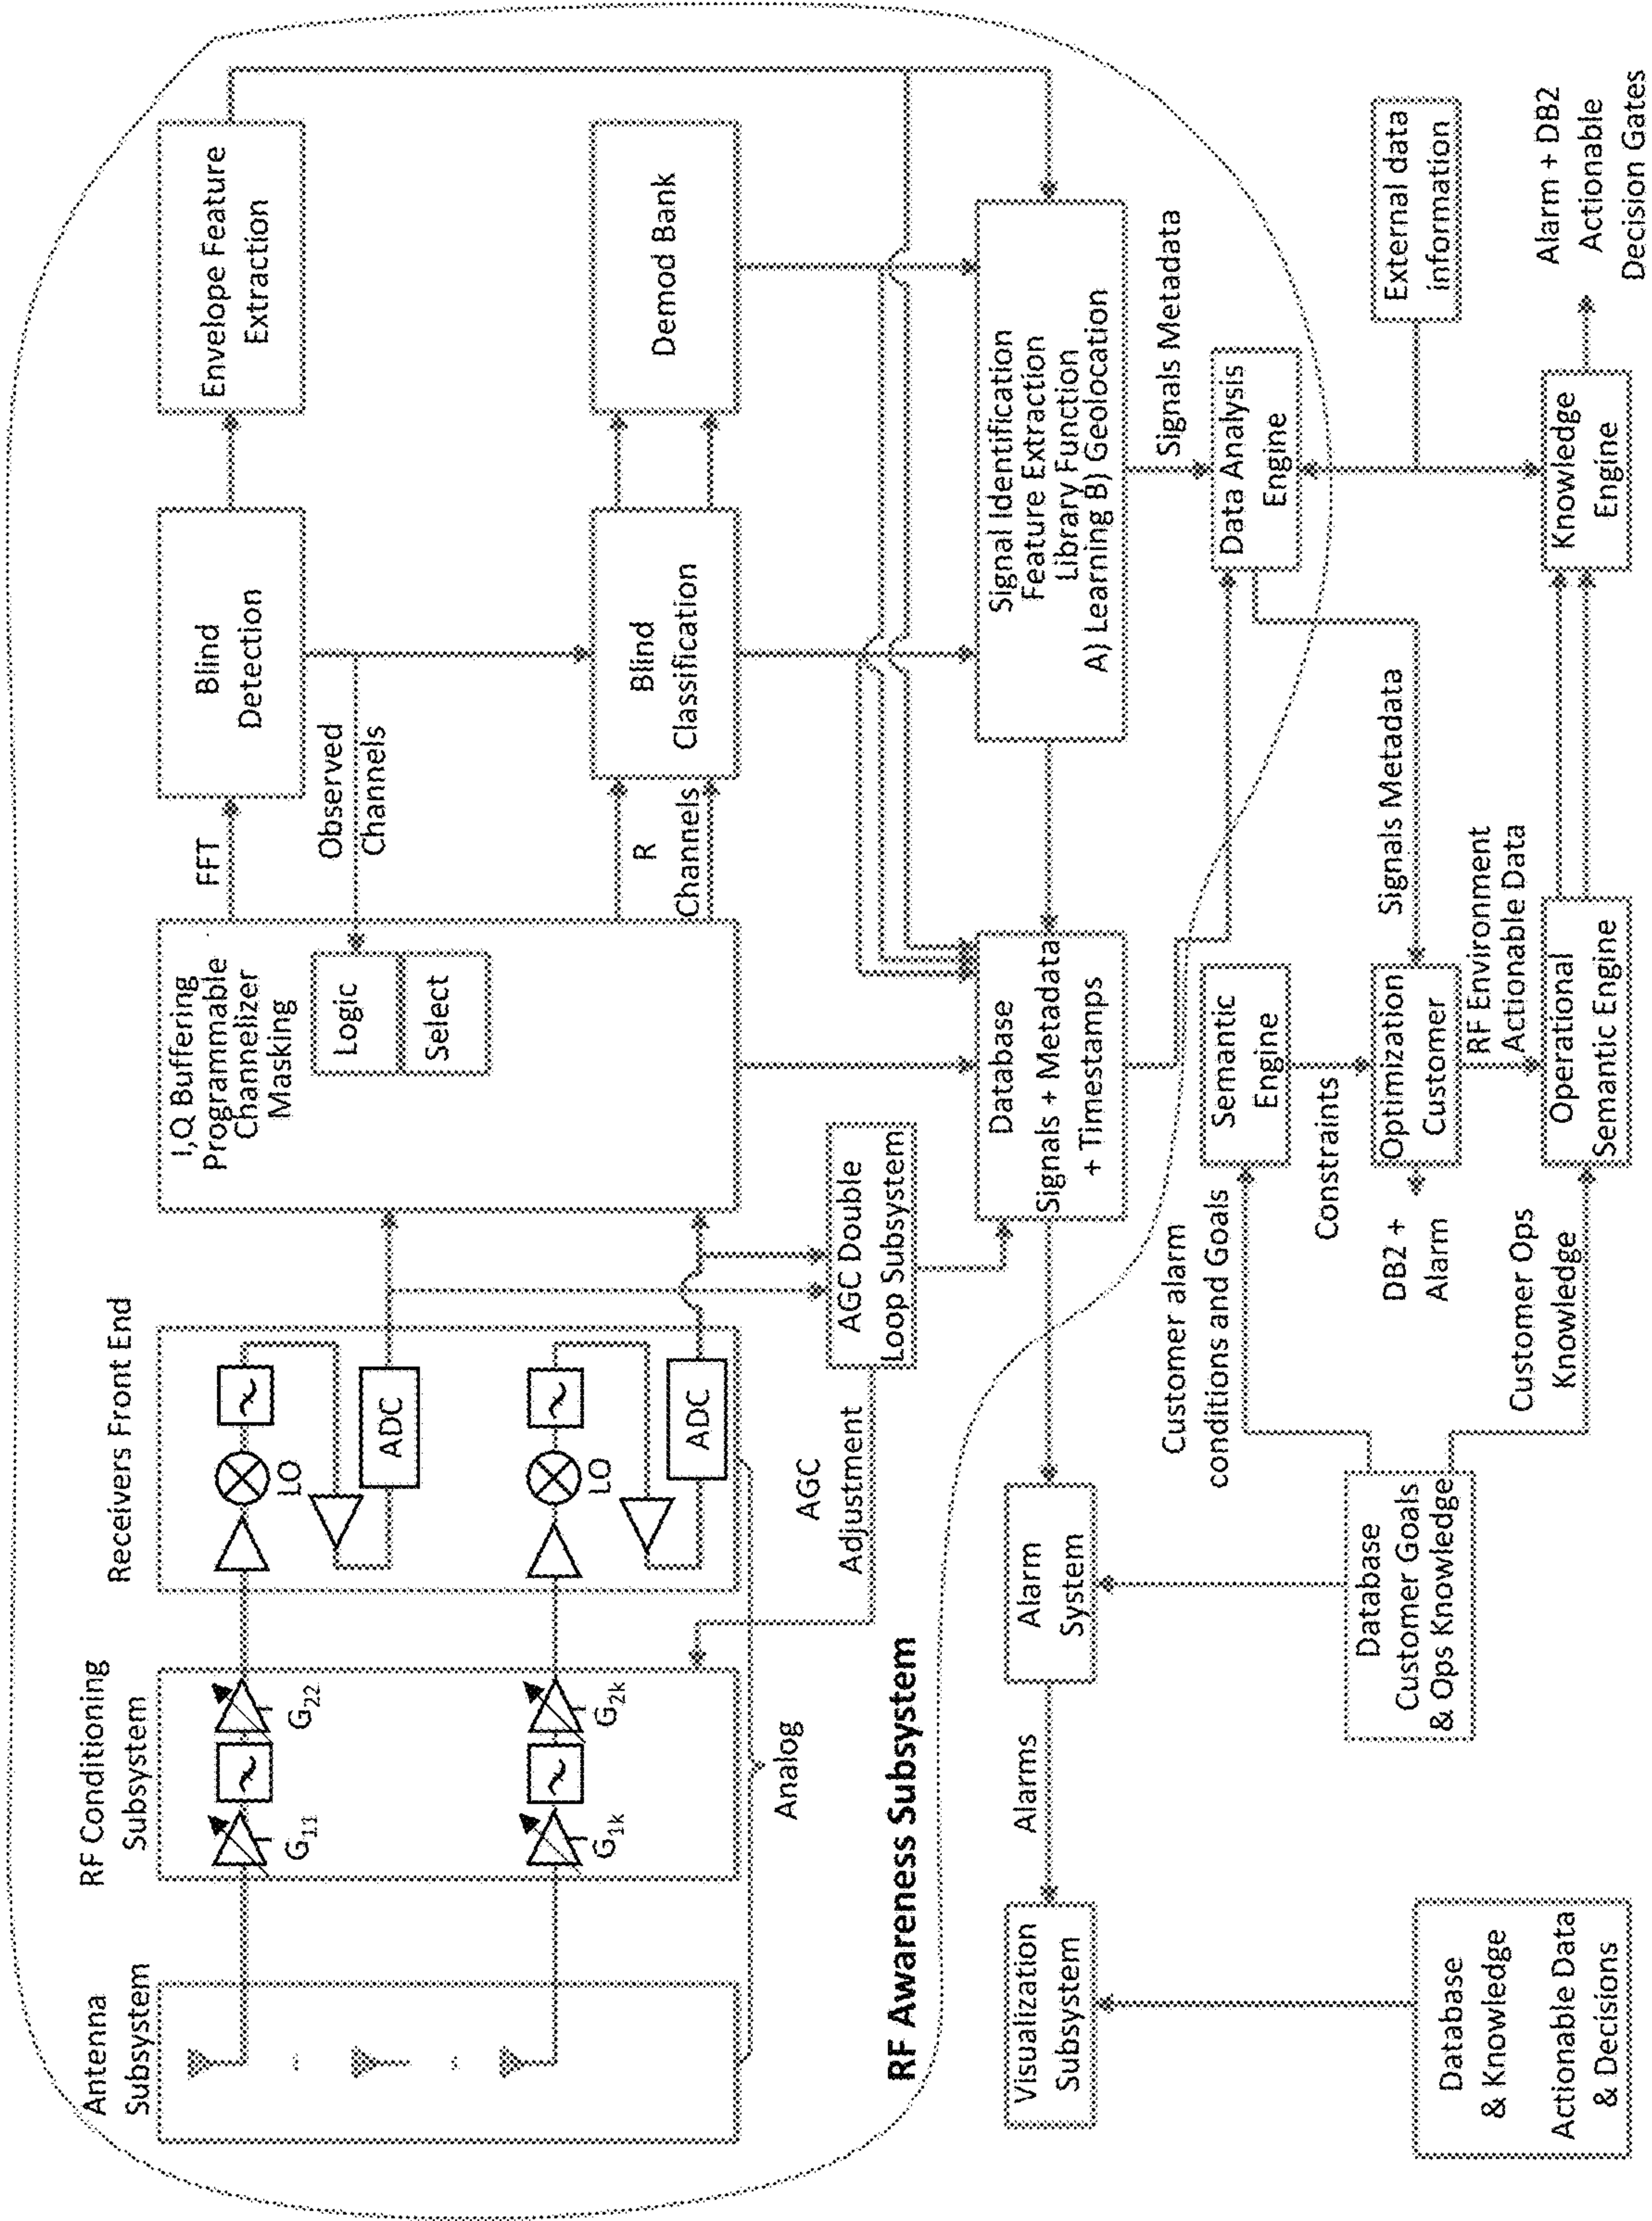 Antenna
Subsystem
RF Conditioning
Subsystem
G11
G22
G1k
G2k
Receivers Front End
LO
ADC
LO
ADC
Analog
I,Q Buffering
Programmable
Channelizer
Masking
Logic
Select
FFT
Blind
Detection
Envelope Feature
Extraction
Observed
Channels
R
Channels
Blind
Classification
Demod Bank
AGC
Adjustment
AGC Double
Loop Subsystem
RF Awareness Subsystem
Database
Signals + Metadata
+ Timestamps
Signal Identification
Feature Extraction
Library Function
A) Learning B) Geolocation
Signals Metadata
Visualization
Subsystem
Alarms
Alarm
System
Customer alarm
conditions and Goals
Semantic
Engine
Data Analysis
Engine
Constraints
Database
Customer Goals
& Ops Knowledge
DB2 +
Alarm
Optimization
Customer
Signals Metadata
External data
information
RF Environment
Actionable Data
Database
& Knowledge
Actionable Data
& Decisions
Customer Ops
Knowledge
Operational
Semantic Engine
Knowledge
Engine
Alarm + DB2
Actionable
Decision Gates